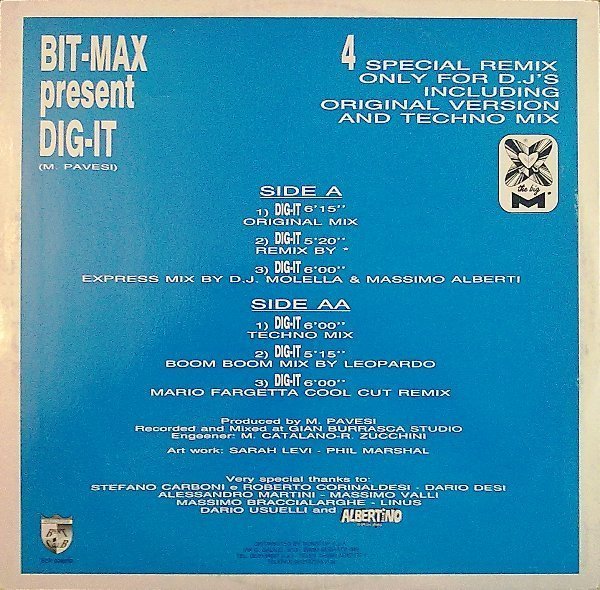 BIT-MAX
present
DIG-IT
(M. PAVESI)
4 SPECIAL REMIX
ONLY FOR D.J'S
INCLUDING
ORIGINAL VERSION
AND TECHNO MIX
the big
M
SIDE A
1) DIG-IT 6'15''
ORIGINAL MIX
2) DIG-IT 5'20''
REMIX BY *
3) DIG-IT 6'00''
EXPRESS MIX BY D.J. MOLELLA & MASSIMO ALBERTI
SIDE AA
1) DIG-IT 6'00''
TECHNO MIX
2) DIG-IT 5'15''
BOOM BOOM MIX BY LEOPARDO
3) DIG-IT 6'00''
MARIO FARGETTA COOL CUT REMIX
Produced by M. PAVESI
Recorded and Mixed at GIAN BURRASCA STUDIO
Engeener: M. CATALANO-R. ZUCCHINI
Art work: SARAH LEVI - PHIL MARSHAL
Very special thanks to:
STEFANO CARBONI e ROBERTO CORINALDESI - DARIO DESI
ALESSANDRO MARTINI - MASSIMO VALLI
MASSIMO BRACCIALARGHE - LINUS
DARIO USUELLI and ALBERTINO